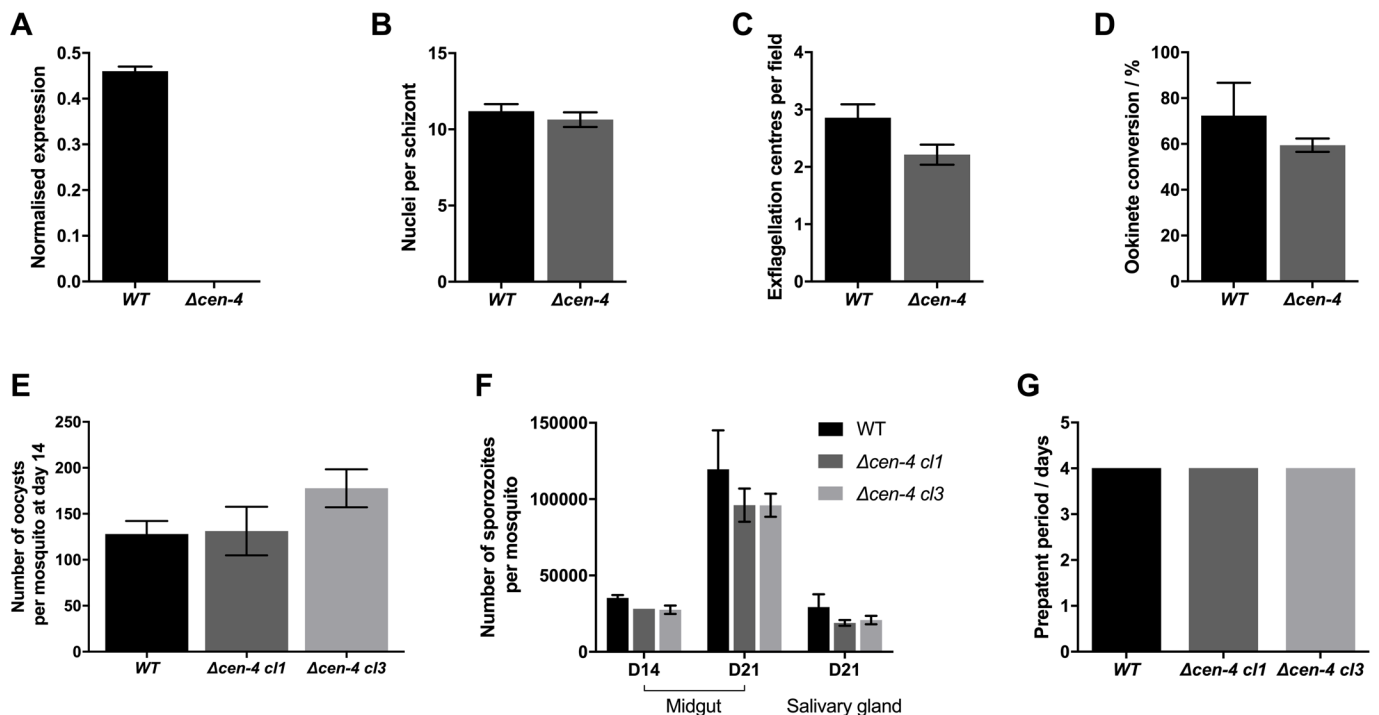 A
Normalised expression
0.5
0.4
0.3
0.2
0.1
0.0
WT Δcen-4
B
Nuclei per schizont
15
10
5
0
WT Δcen-4
C
Exflagellation centres per field
4
3
2
1
0
WT Δcen-4
D
Ookinete conversion / %
100
80
60
40
20
0
WT Δcen-4
E
Number of oocysts
per mosquito at day 14
250
200
150
100
50
0
WT Δcen-4 cl1 Δcen-4 cl3
F
Number of sporozoites
per mosquito
150000
100000
50000
0
D14 D21 D21
Midgut Salivary gland
WT
Δcen-4 cl1
Δcen-4 cl3
G
Prepatent period / days
5
4
3
2
1
0
WT Δcen-4 cl1 Δcen-4 cl3